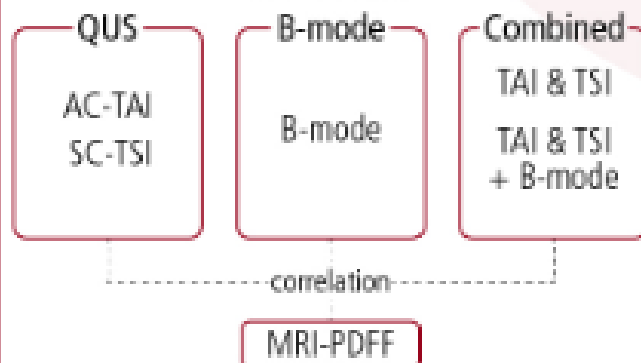 QUS
AC-TAI
SC-TSI
B-mode
B-mode
Combined
TAI & TSI
TAI & TSI
+ B-mode
correlation
MRI-PDFF